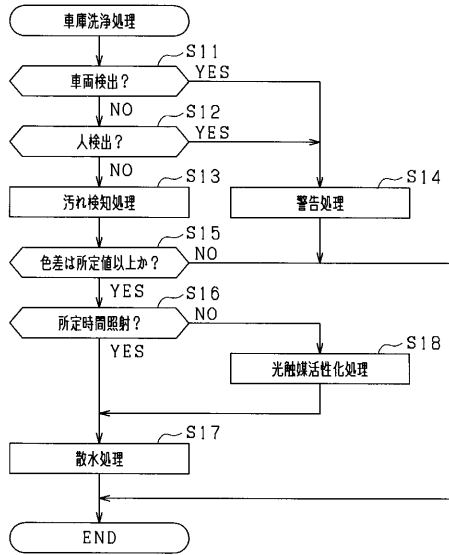 車庫洗浄処理
S11
車両検出?
YES
NO
S12
人検出?
YES
NO
S13
汚れ検知処理
S14
警告処理
S15
色差は所定値以上か?
NO
YES
S16
所定時間照射?
NO
YES
S18
光触媒活性化処理
S17
散水処理
END